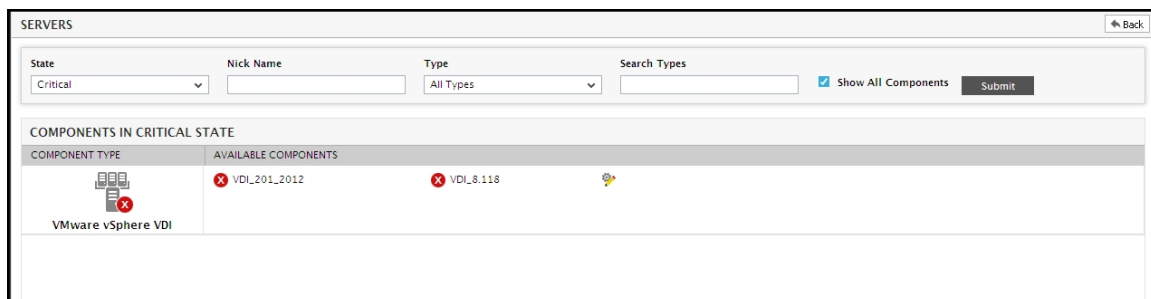 SERVERS
Back
State
Nick Name
Type
Search Types
Critical
All Types
Show All Components
Submit
COMPONENTS IN CRITICAL STATE
COMPONENT TYPE
AVAILABLE COMPONENTS
VDI_201_2012
VDI_8.118
VMware vSphere VDI